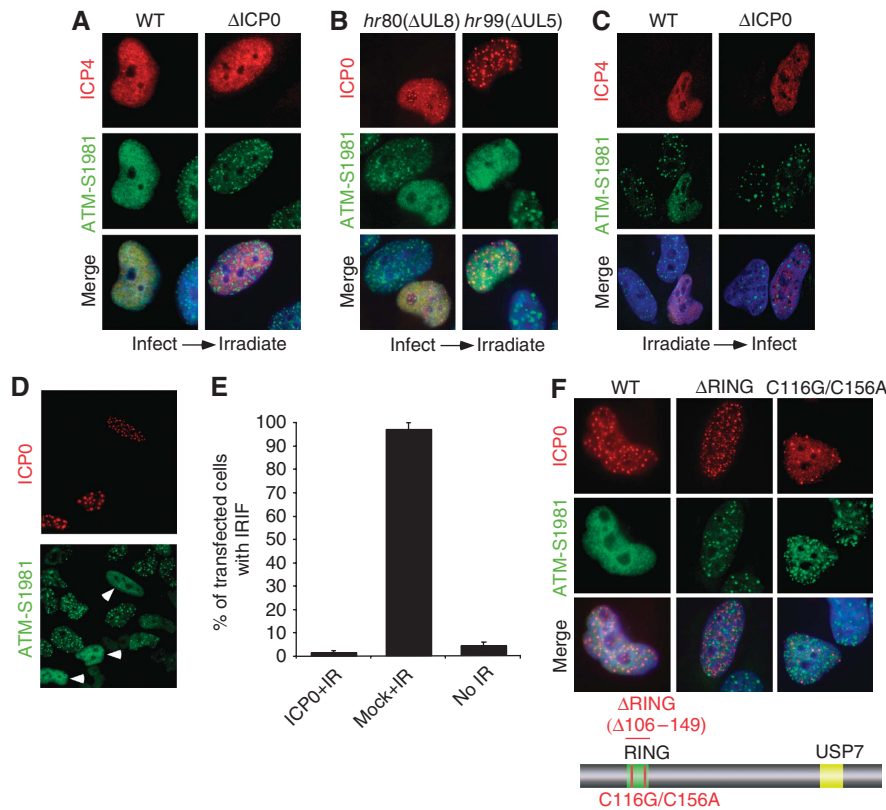 A
WT
ΔICP0
ICP4
ATM-S1981
Merge
Infect → Irradiate
B
hr80(ΔUL8) hr99(ΔUL5)
ICP0
ATM-S1981
Merge
Infect → Irradiate
C
WT
ΔICP0
ICP4
ATM-S1981
Merge
Irradiate → Infect
D
ICP0
ATM-S1981
E
% of transfected cells
with IRIF
100
90
80
70
60
50
40
30
20
10
0
ICP0+IR
Mock+IR
No IR
F
WT
ΔRING
C116G/C156A
ICP0
ATM-S1981
Merge
ΔRING
(Δ106–149)
RING
USP7
C116G/C156A